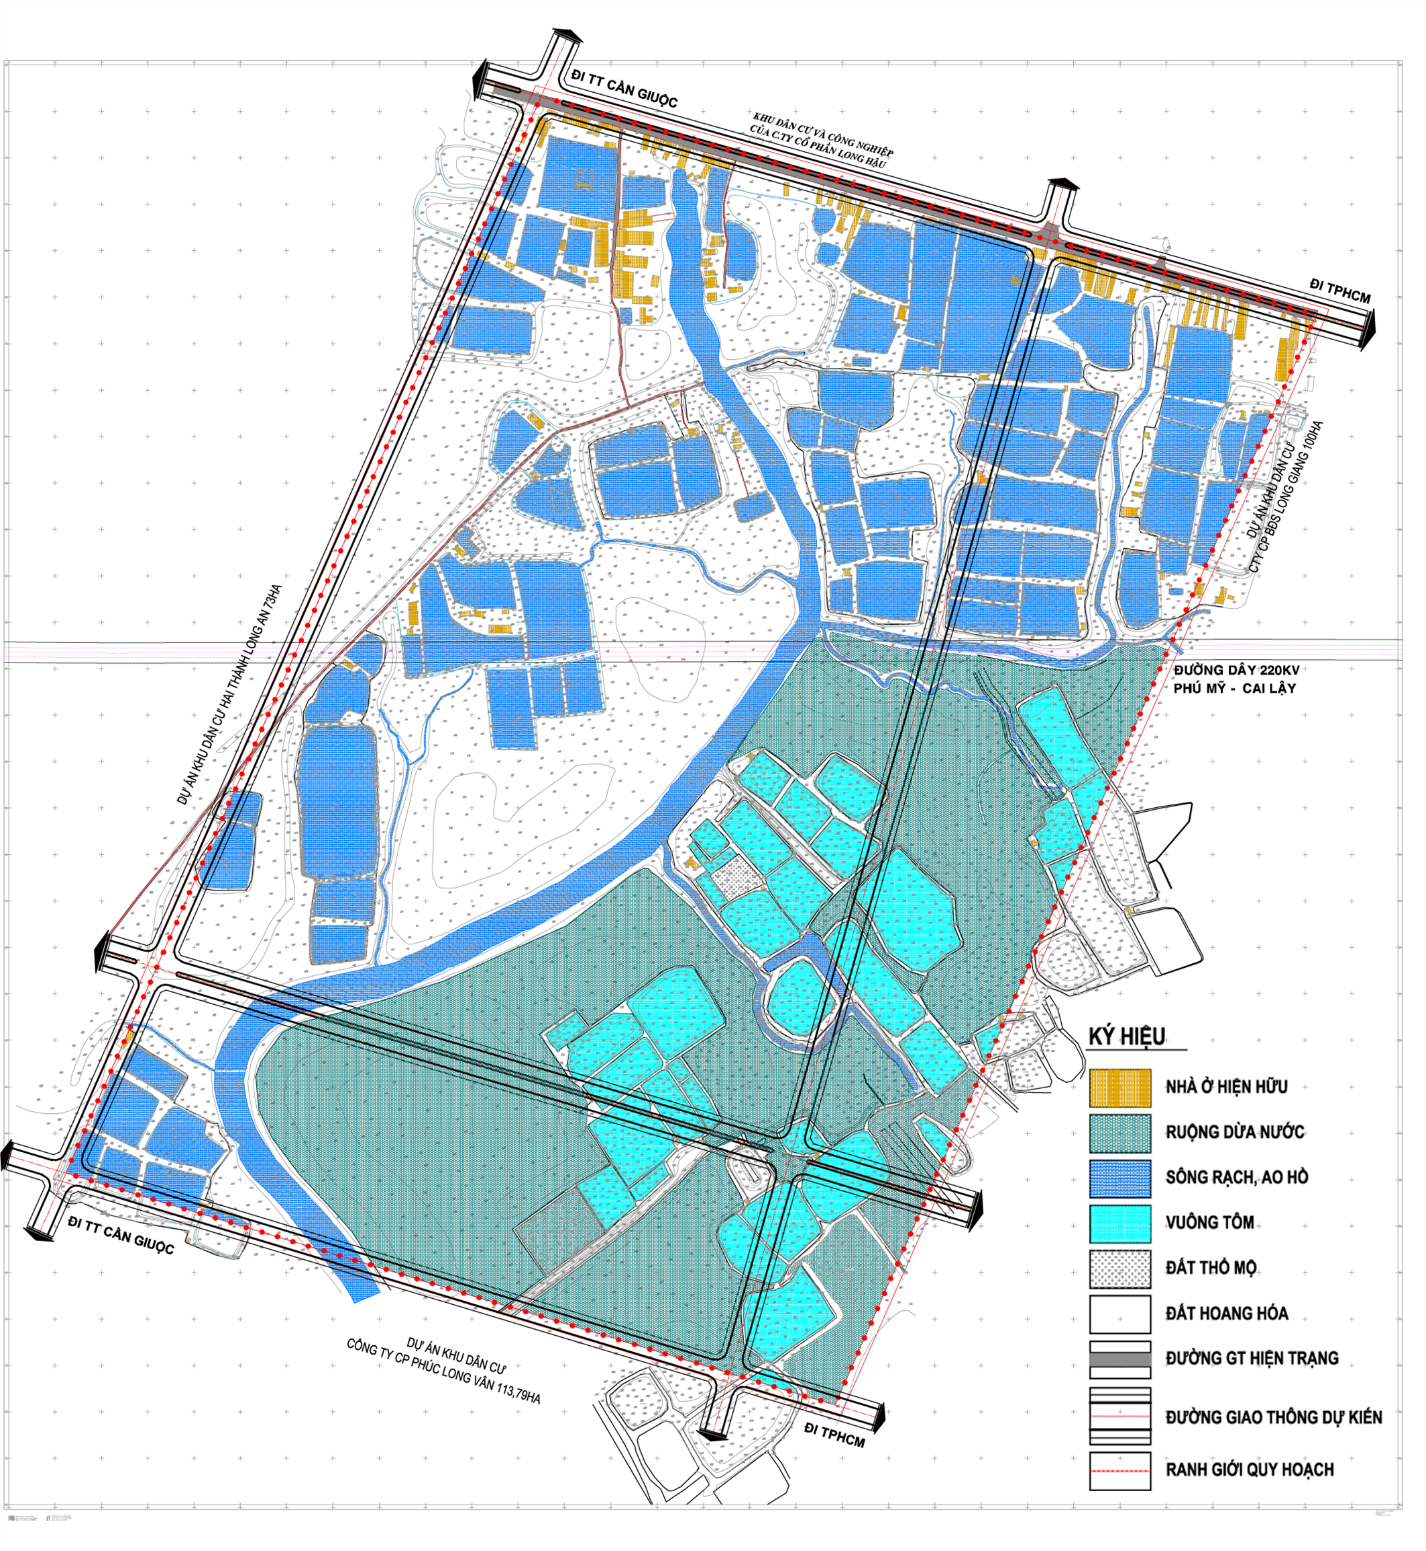 ĐI TT CẦN GIUỘC
KHU DÂN CƯ VÀ CÔNG NGHIỆP
CỦA C.TY CỔ PHẦN LONG HẬU
ĐI TPHCM
DỰ ÁN KHU DÂN CƯ
CTY CP BĐS LONG GIANG 100HA
DỰ ÁN KHU DÂN CƯ HAI THÀNH LONG AN 73HA
ĐƯỜNG DÂY 220KV
PHÚ MỸ - CAI LẬY
ĐI TT CẦN GIUỘC
DỰ ÁN KHU DÂN CƯ
CÔNG TY CP PHÚC LONG VÂN 113,79HA
ĐI TPHCM
KÝ HIỆU
NHÀ Ở HIỆN HỮU
RUỘNG DỪA NƯỚC
SÔNG RẠCH, AO HỒ
VUÔNG TÔM
ĐẤT THỔ MỘ
ĐẤT HOANG HÓA
ĐƯỜNG GT HIỆN TRẠNG
ĐƯỜNG GIAO THÔNG DỰ KIẾN
RANH GIỚI QUY HOẠCH